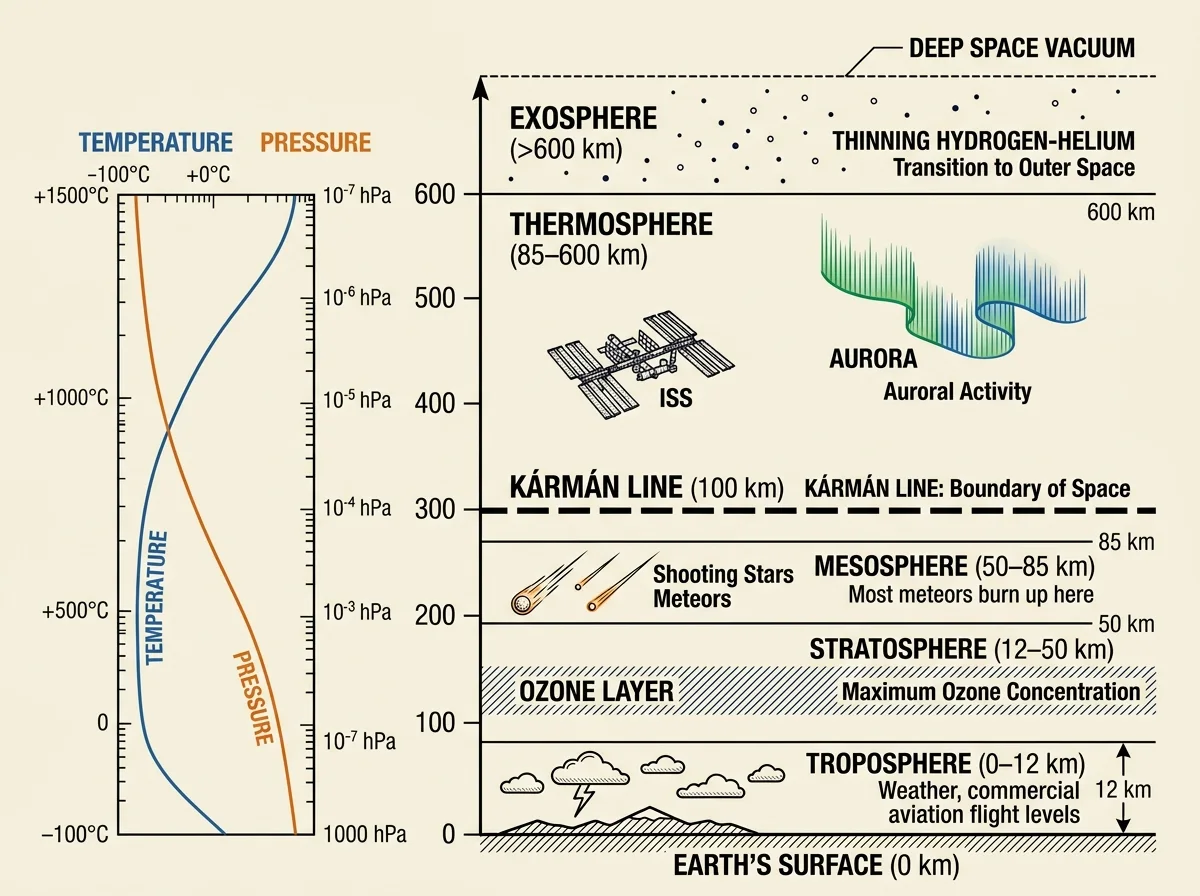 DEEP SPACE VACUUM
TEMPERATURE PRESSURE
−100°C +0°C
+1500°C
+1000°C
+500°C
0
−100°C
TEMPERATURE
PRESSURE
10⁻⁷ hPa
10⁻⁶ hPa
10⁻⁵ hPa
10⁻⁴ hPa
10⁻³ hPa
10⁻⁷ hPa
1000 hPa
600
500
400
300
200
100
0
EXOSPHERE
(>600 km)
THINNING HYDROGEN-HELIUM
Transition to Outer Space
600 km
THERMOSPHERE
(85–600 km)
ISS
AURORA
Auroral Activity
KÁRMÁN LINE (100 km) KÁRMÁN LINE: Boundary of Space
85 km
Shooting Stars
Meteors
MESOSPHERE (50–85 km)
Most meteors burn up here
50 km
STRATOSPHERE (12–50 km)
OZONE LAYER Maximum Ozone Concentration
TROPOSPHERE (0–12 km)
Weather, commercial
aviation flight levels
12 km
EARTH'S SURFACE (0 km)